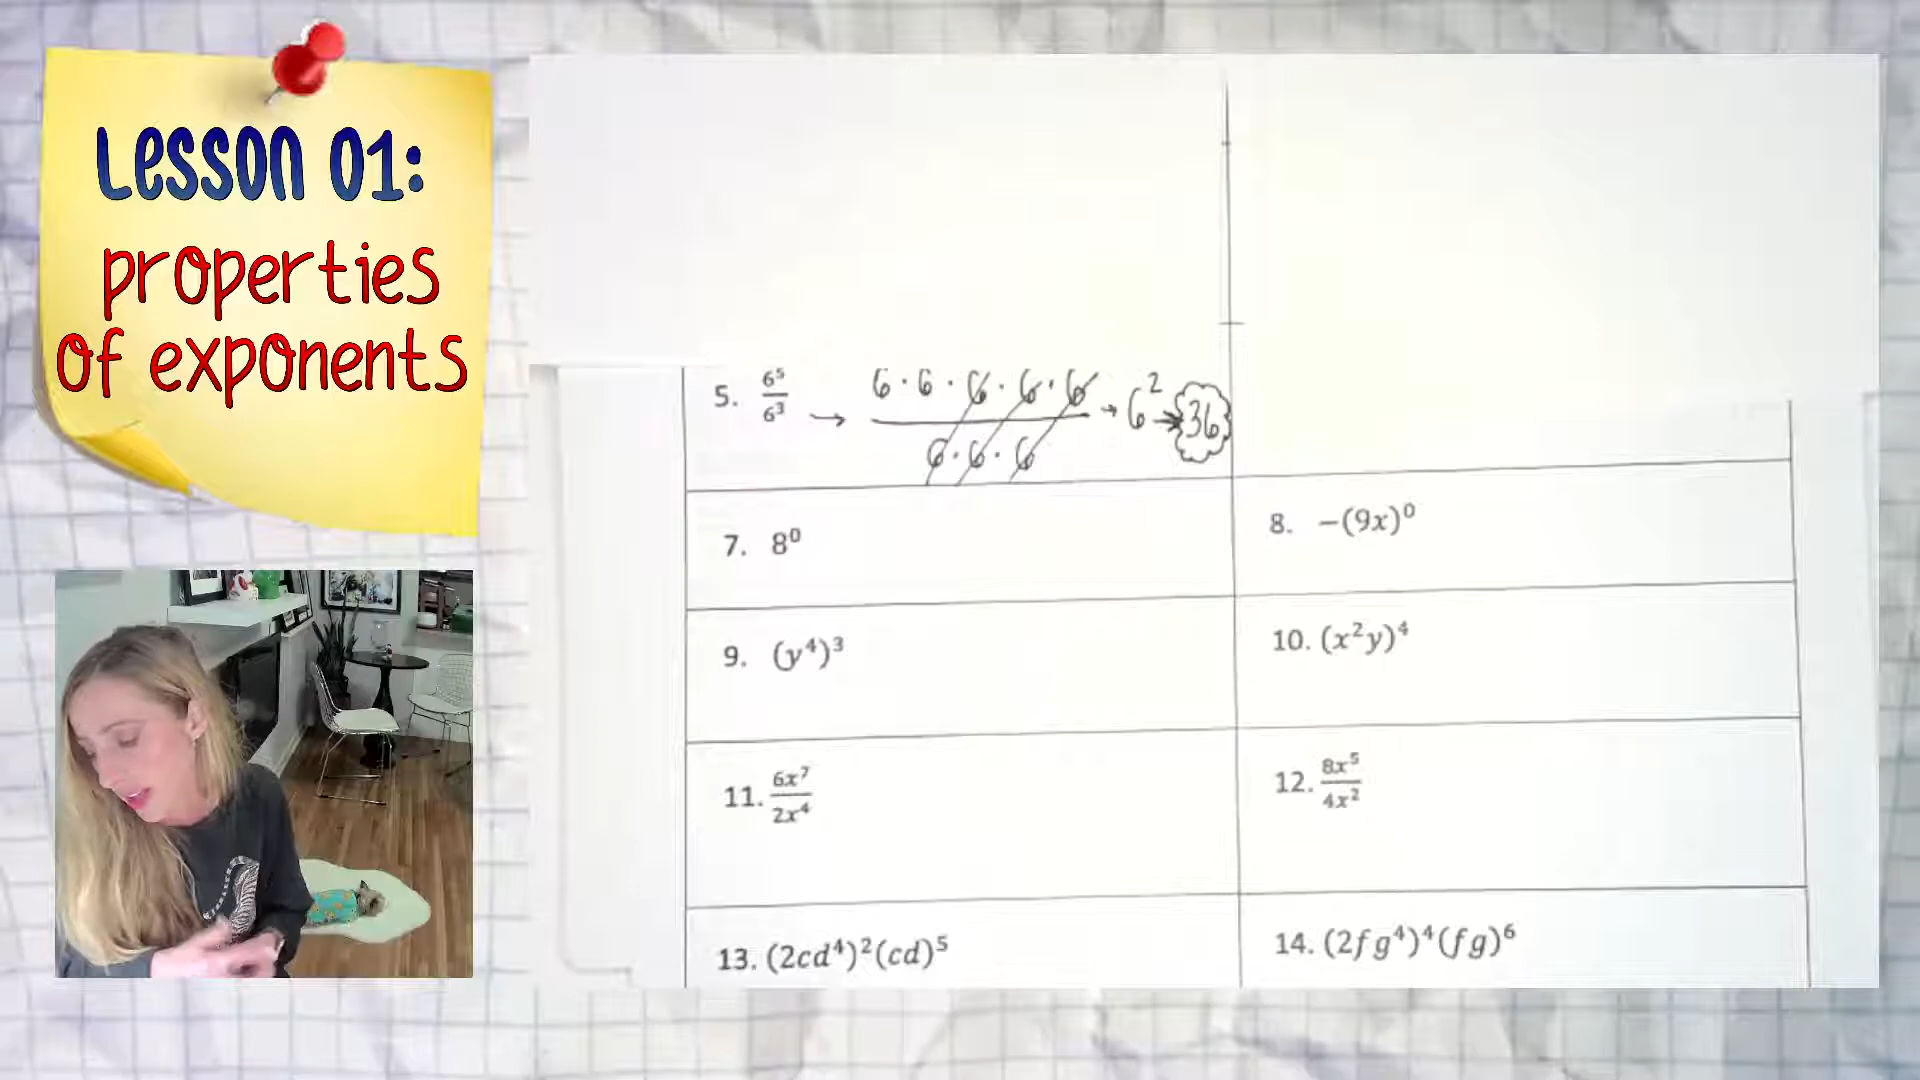 Lesson 01:
properties
of exponents
5. 6⁵/6³ → 6·6·6·6·6/6·6·6 → 6² → 36
7. 8⁰
8. −(9x)⁰
9. (y⁴)³
10. (x²y)⁴
11. 6x⁷/2x⁴
12. 8x⁵/4x²
13. (2cd⁴)²(cd)⁵
14. (2fg⁴)⁴(fg)⁶